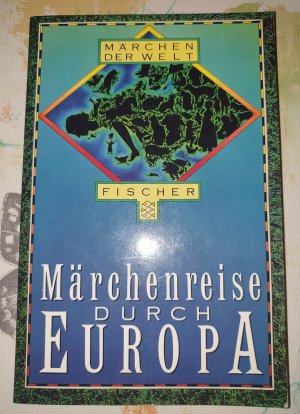 MÄRCHEN
DER WELT
FISCHER
Märchenreise
DURCH
EUROPA